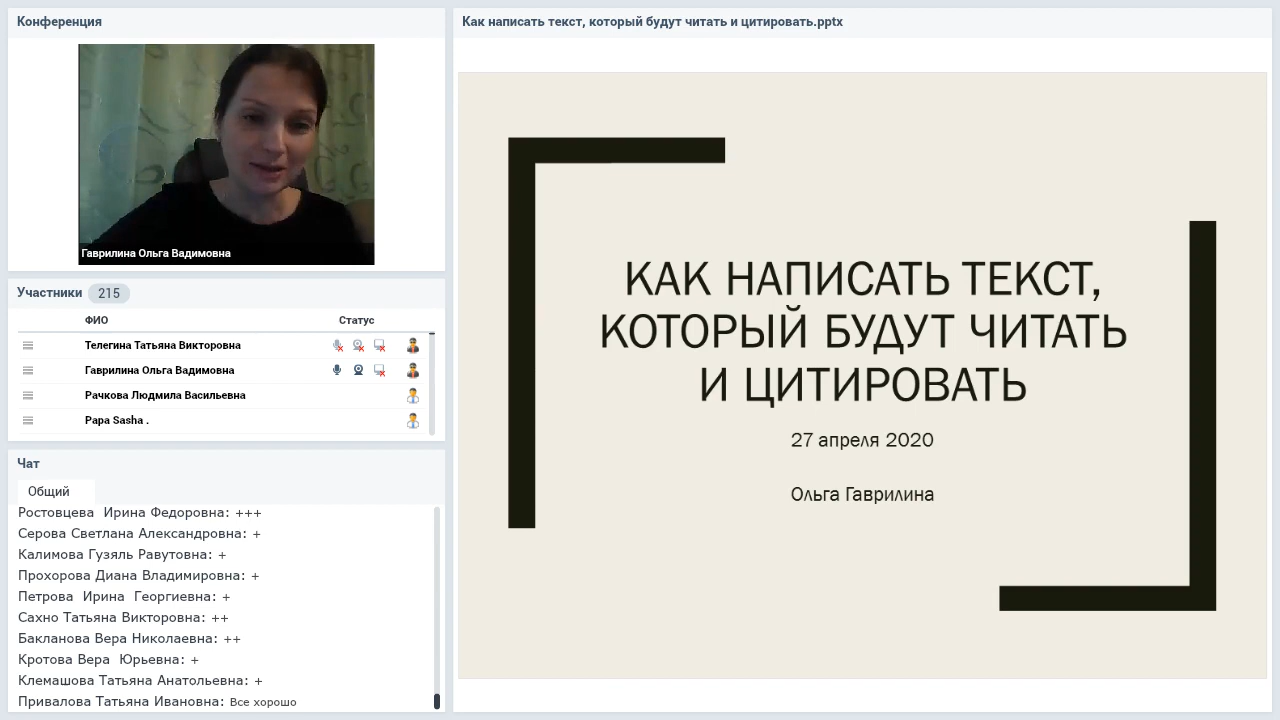 Конференция
Гаврилина Ольга Вадимовна
Участники 215
ФИО Статус
Телегина Татьяна Викторовна
Гаврилина Ольга Вадимовна
Рачкова Людмила Васильевна
Papa Sasha .
Чат
Общий
Ростовцева  Ирина Федоровна: +++
Серова Светлана Александровна: +
Калимова Гузяль Равутовна: +
Прохорова Диана Владимировна: +
Петрова  Ирина  Георгиевна: +
Сахно Татьяна Викторовна: ++
Бакланова Вера Николаевна: ++
Кротова Вера  Юрьевна: +
Клемашова Татьяна Анатольевна: +
Привалова Татьяна Ивановна: Все хорошо
Как написать текст, который будут читать и цитировать.pptx
КАК НАПИСАТЬ ТЕКСТ,
КОТОРЫЙ БУДУТ ЧИТАТЬ
И ЦИТИРОВАТЬ
27 апреля 2020
Ольга Гаврилина